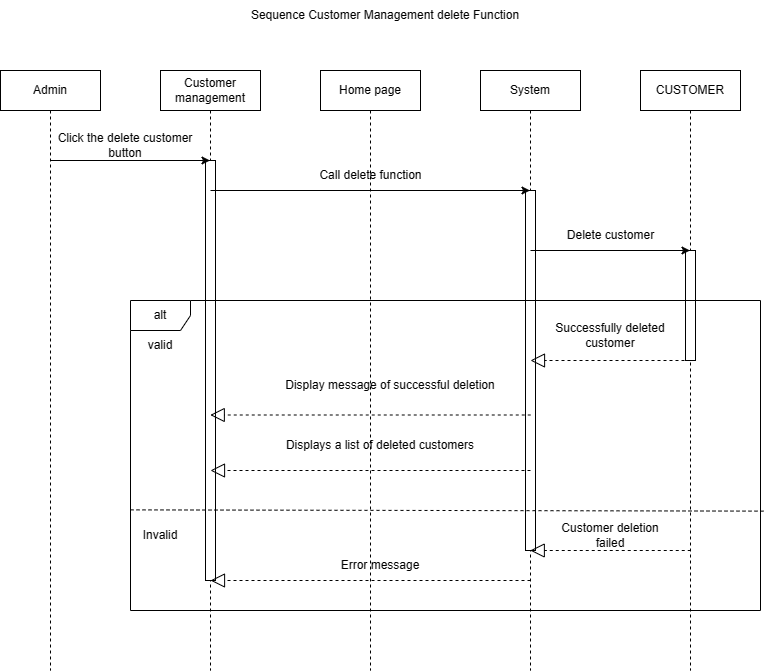 Sequence Customer Management delete Function
Admin
Customer
management
Home page
System
CUSTOMER
Click the delete customer
button
Call delete function
Delete customer
alt
valid
Successfully deleted
customer
Display message of successful deletion
Displays a list of deleted customers
Invalid
Customer deletion
failed
Error message